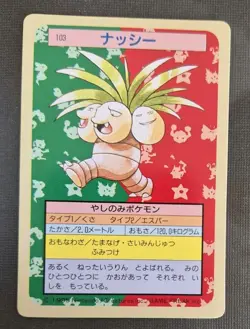 103
ナッシー
やしのみポケモン
タイプ1/くさ タイプ2/エスパー
たかさ/2.0メートル おもさ/120.0キログラム
おもなわざ/たまなげ・さいみんじゅつ
ふみつけ
あるく ねったいうりん とよばれる。 みの
ひとつひとつに かおがあって それぞれ い
しを もっている。